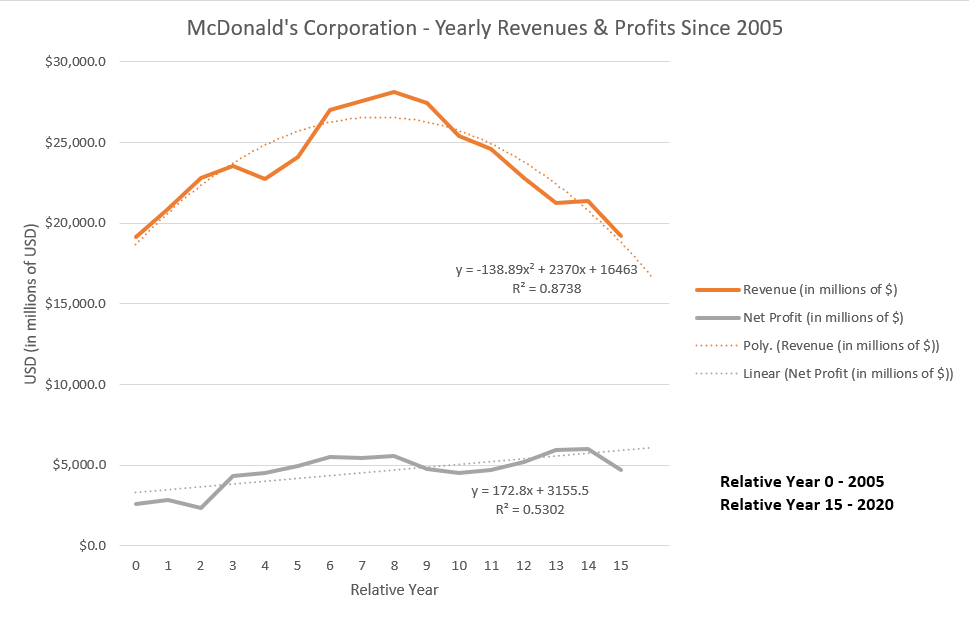 McDonald's Corporation - Yearly Revenues & Profits Since 2005
$30,000.0
$25,000.0
$20,000.0
$15,000.0
$10,000.0
$5,000.0
$0.0
USD (in millions of USD)
y = -138.89x² + 2370x + 16463
R² = 0.8738
y = 172.8x + 3155.5
R² = 0.5302
0 1 2 3 4 5 6 7 8 9 10 11 12 13 14 15
Relative Year
Revenue (in millions of $)
Net Profit (in millions of $)
Poly. (Revenue (in millions of $))
Linear (Net Profit (in millions of $))
Relative Year 0 - 2005
Relative Year 15 - 2020